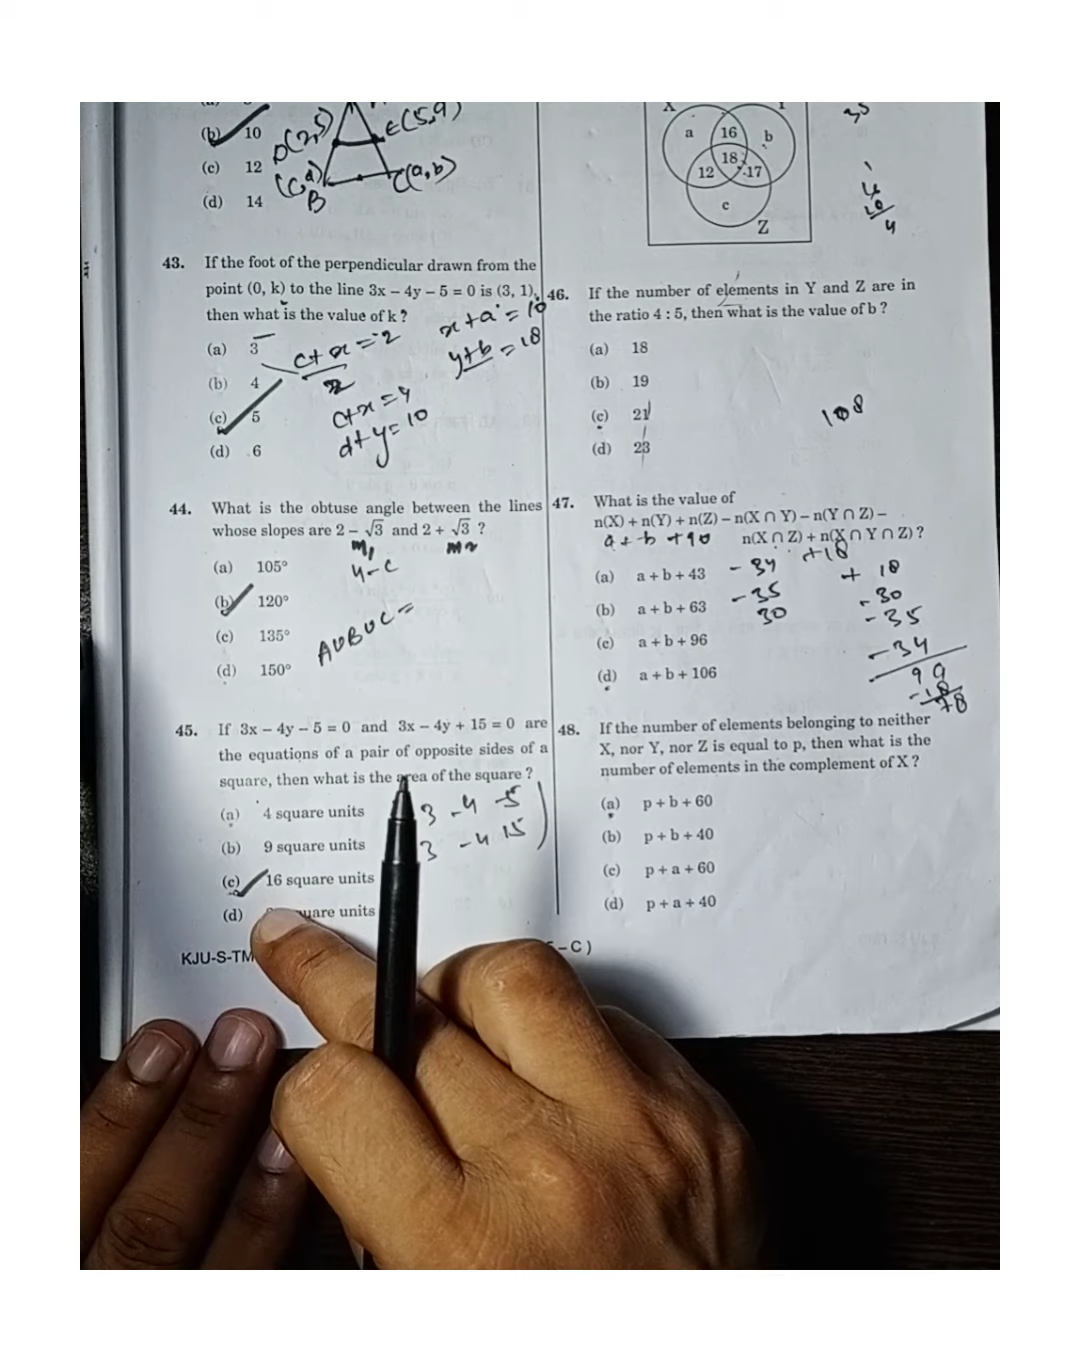 (b) 10
(c) 12
(d) 14
D(2,5)
E(5,9)
(c,d)
B
C(a,b)
43. If the foot of the perpendicular drawn from the
point (0, k) to the line 3x – 4y – 5 = 0 is (3, 1),
then what is the value of k ?
(a) 3
(b) 4
(c) 5
(d) 6
c+x = 2
2
x+a = 10
y+b = 18
c+x = 4
d+y = 10
44. What is the obtuse angle between the lines
whose slopes are 2 – √3 and 2 + √3 ?
m₁ m₂
(a) 105°
(b) 120°
(c) 135°
(d) 150°
4-c
AUBUC =
45. If 3x – 4y – 5 = 0 and 3x – 4y + 15 = 0 are
the equations of a pair of opposite sides of a
square, then what is the area of the square ?
(a) 4 square units
(b) 9 square units
(c) 16 square units
(d) square units
3 -4 -5
3 -4 15
KJU-S-TM
– C )
X
a 16 b
18
12 17
c
Z
46. If the number of elements in Y and Z are in
the ratio 4 : 5, then what is the value of b ?
(a) 18
(b) 19
(c) 21
(d) 23
108
47. What is the value of
n(X) + n(Y) + n(Z) – n(X ∩ Y) – n(Y ∩ Z) –
n(X ∩ Z) + n(X ∩ Y ∩ Z) ?
a + b + 90
- 34 + 18
- 35
30
+ 18
- 30
- 35
- 34
99
- 18
78
(a) a + b + 43
(b) a + b + 63
(c) a + b + 96
(d) a + b + 106
48. If the number of elements belonging to neither
X, nor Y, nor Z is equal to p, then what is the
number of elements in the complement of X ?
(a) p + b + 60
(b) p + b + 40
(c) p + a + 60
(d) p + a + 40